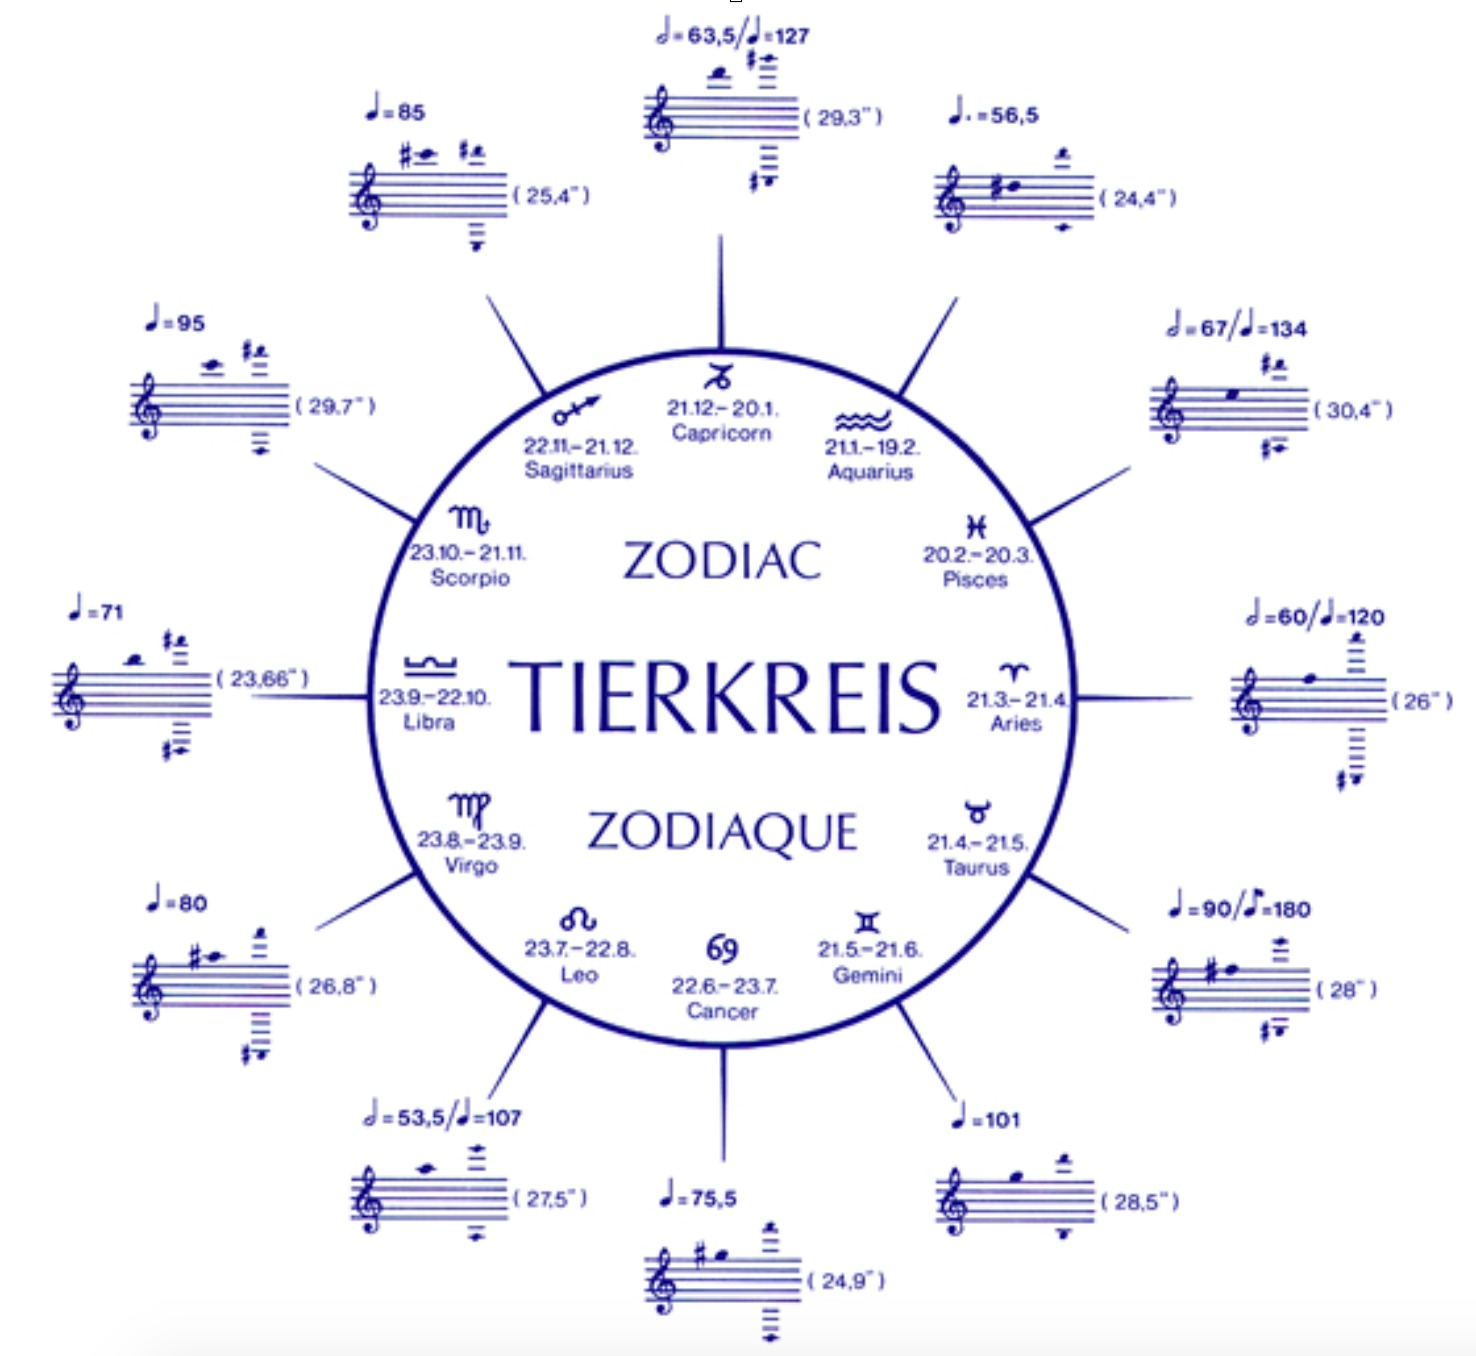 𝅗𝅥=63,5/♩=127
(29,3")
♩=85
(25,4")
♩.=56,5
(24,4")
♩=95
(29,7")
𝅗𝅥=67/♩=134
(30,4")
21.12.–20.1.
Capricorn
22.11.–21.12.
Sagittarius
21.1.–19.2.
Aquarius
23.10.–21.11.
Scorpio
ZODIAC
20.2.–20.3.
Pisces
♩=71
(23,66")
23.9.–22.10.
Libra
TIERKREIS
21.3.–21.4.
Aries
𝅗𝅥=60/♩=120
(26")
23.8.–23.9.
Virgo
ZODIAQUE
21.4.–21.5.
Taurus
♩=80
(26,8")
23.7.–22.8.
Leo
22.6.–23.7.
Cancer
21.5.–21.6.
Gemini
♩=90/♪=180
(28")
𝅗𝅥=53,5/♩=107
(27,5")
♩=75,5
(24,9")
♩=101
(28,5")